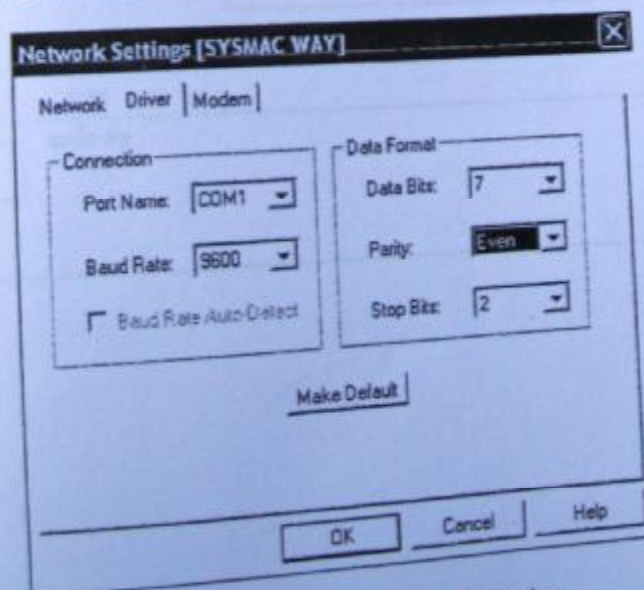 Network Settings [SYSMAC WAY]
Network Driver Modem
Connection
Port Name: COM1
Baud Rate: 9600
Baud Rate Auto-Detect
Data Format
Data Bits: 7
Parity: Even
Stop Bits: 2
Make Default
OK Cancel Help